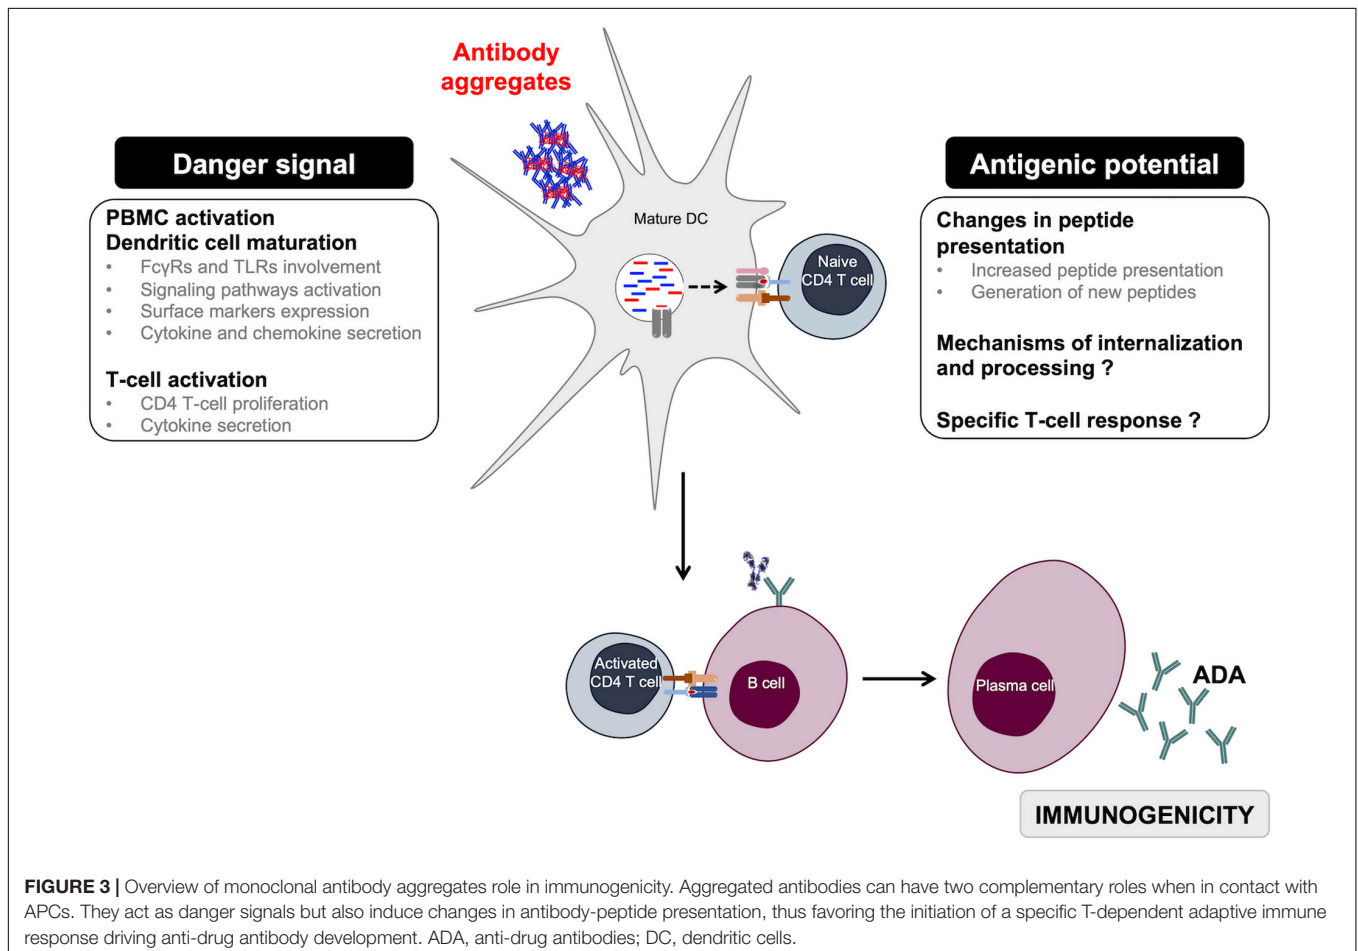 Antibody
aggregates
Danger signal
PBMC activation
Dendritic cell maturation
• FcγRs and TLRs involvement
• Signaling pathways activation
• Surface markers expression
• Cytokine and chemokine secretion
T-cell activation
• CD4 T-cell proliferation
• Cytokine secretion
Mature DC
Naive
CD4 T cell
Antigenic potential
Changes in peptide
presentation
• Increased peptide presentation
• Generation of new peptides
Mechanisms of internalization
and processing ?
Specific T-cell response ?
Activated
CD4 T cell
B cell
Plasma cell
ADA
IMMUNOGENICITY
FIGURE 3 | Overview of monoclonal antibody aggregates role in immunogenicity. Aggregated antibodies can have two complementary roles when in contact with
APCs. They act as danger signals but also induce changes in antibody-peptide presentation, thus favoring the initiation of a specific T-dependent adaptive immune
response driving anti-drug antibody development. ADA, anti-drug antibodies; DC, dendritic cells.